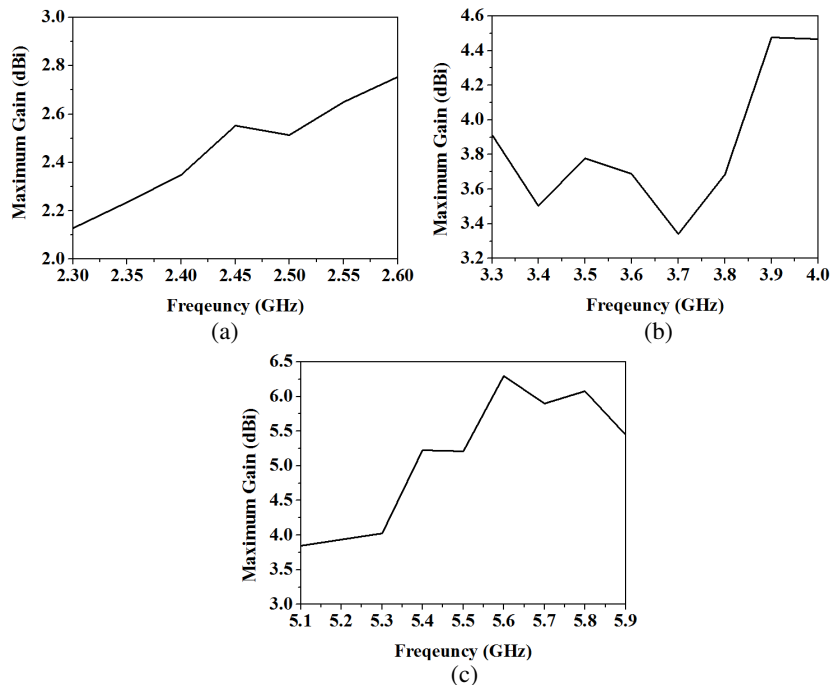 3.0
2.8
2.6
2.4
2.2
2.0
Maximum Gain (dBi)
2.30 2.35 2.40 2.45 2.50 2.55 2.60
Freqeuncy (GHz)
(a)
4.6
4.4
4.2
4.0
3.8
3.6
3.4
3.2
Maximum Gain (dBi)
3.3 3.4 3.5 3.6 3.7 3.8 3.9 4.0
Freqeuncy (GHz)
(b)
6.5
6.0
5.5
5.0
4.5
4.0
3.5
3.0
Maximum Gain (dBi)
5.1 5.2 5.3 5.4 5.5 5.6 5.7 5.8 5.9
Freqeuncy (GHz)
(c)